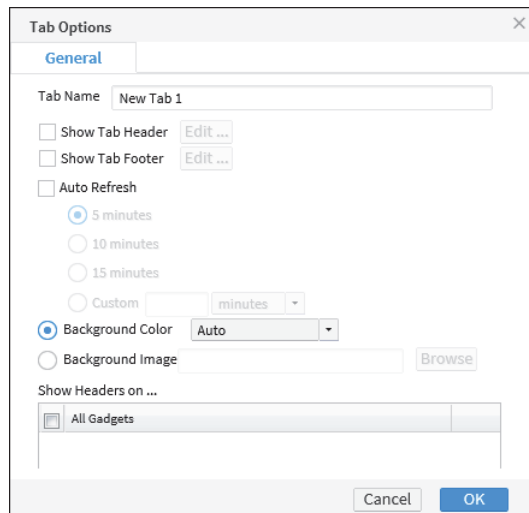 Tab Options
General
Tab Name New Tab 1
Show Tab Header Edit ...
Show Tab Footer Edit ...
Auto Refresh
5 minutes
10 minutes
15 minutes
Custom minutes
Background Color Auto
Background Image Browse
Show Headers on ...
All Gadgets
Cancel OK